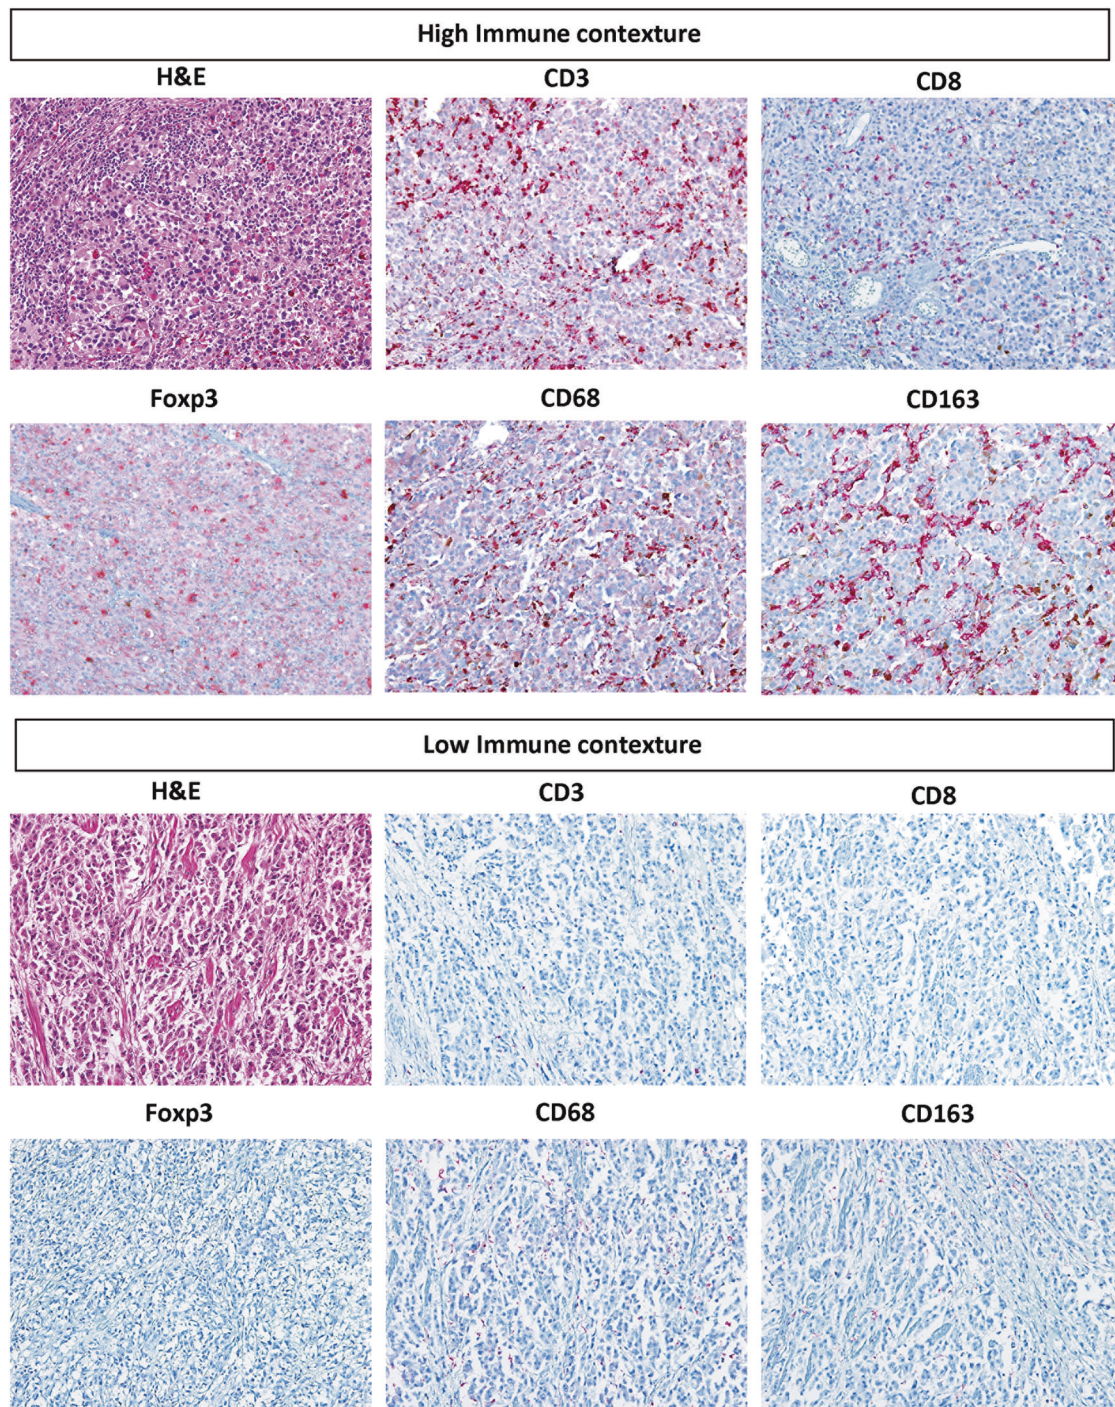 High Immune contexture
H&E CD3 CD8
Foxp3 CD68 CD163
Low Immune contexture
H&E CD3 CD8
Foxp3 CD68 CD163